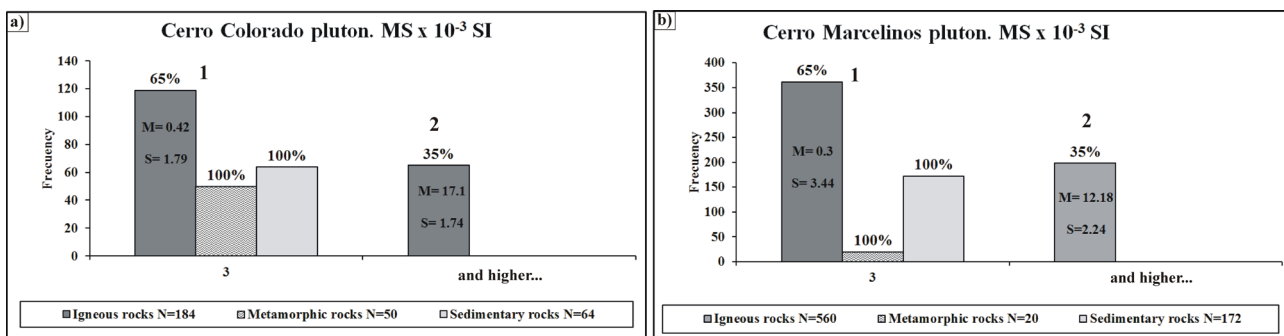 a)
Cerro Colorado pluton. MS x 10⁻³ SI
Frecuency
140
120
100
80
60
40
20
0
65%
1
M= 0.42
S= 1.79
100%
100%
2
35%
M= 17.1
S= 1.74
3
and higher...
Igneous rocks N=184
Metamorphic rocks N=50
Sedimentary rocks N=64
b)
Cerro Marcelinos pluton. MS x 10⁻³ SI
Frecuency
400
350
300
250
200
150
100
50
0
65%
1
M= 0.3
S= 3.44
100%
100%
2
35%
M= 12.18
S=2.24
3
and higher...
Igneous rocks N=560
Metamorphic rocks N=20
Sedimentary rocks N=172